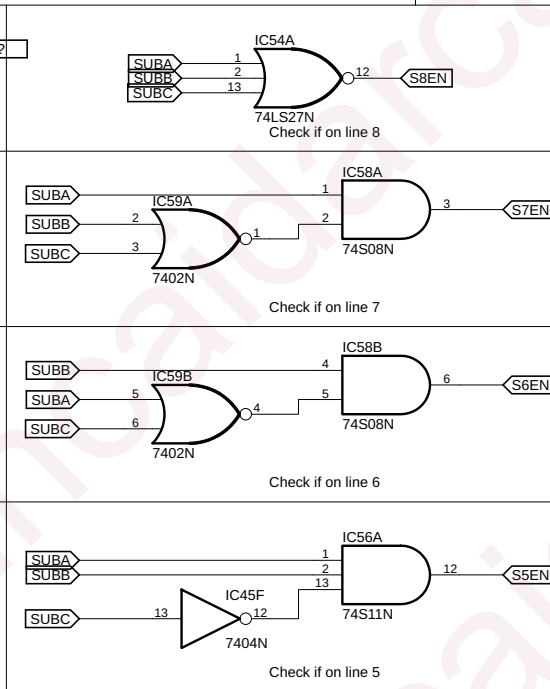 ?
IC54A
SUBA 1
SUBB 2 12 S8EN
SUBC 13
74LS27N
Check if on line 8
IC58A
SUBA 1
IC59A
3 S7EN
SUBB 2 2
1
SUBC 3
74S08N
7402N
Check if on line 7
IC58B
SUBB 4
IC59B
6 S6EN
SUBA 5 5
4
SUBC 6
74S08N
7402N
Check if on line 6
IC56A
SUBA 1
SUBB 2 12 S5EN
13
IC45F
SUBC 13 12
74S11N
7404N
Check if on line 5